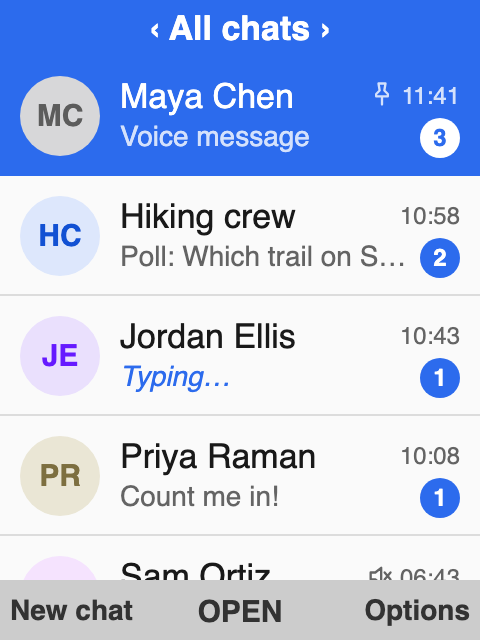 ‹ All chats ›
MC
Maya Chen
11:41
Voice message
3
HC
Hiking crew
10:58
Poll: Which trail on S…
2
JE
Jordan Ellis
10:43
Typing…
1
PR
Priya Raman
10:08
Count me in!
1
Sam Ortiz
06:43
New chat
OPEN
Options